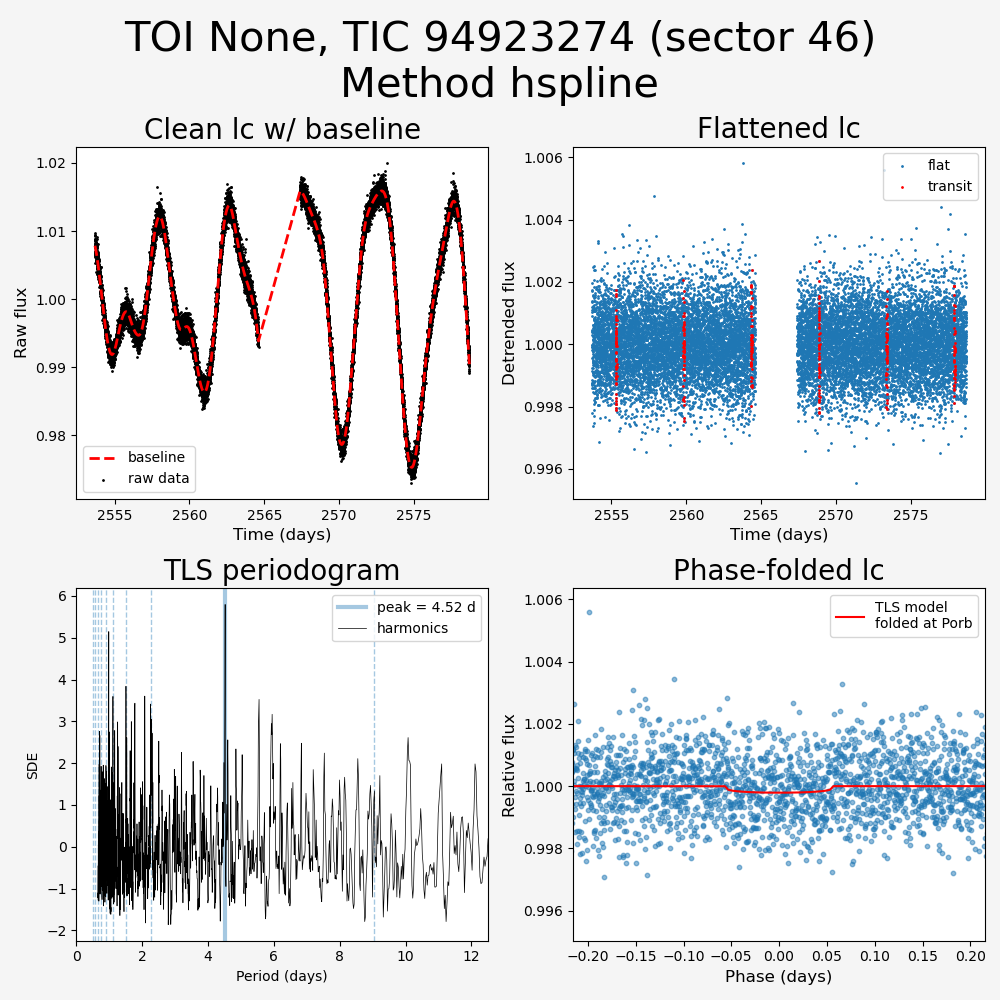 TOI None, TIC 94923274 (sector 46)
Method hspline
Clean lc w/ baseline
1.02
1.01
1.00
0.99
0.98
Raw flux
baseline
raw data
2555 2560 2565 2570 2575
Time (days)
Flattened lc
1.006
1.004
1.002
1.000
0.998
0.996
Detrended flux
flat
transit
2555 2560 2565 2570 2575
Time (days)
TLS periodogram
6
5
4
3
2
1
0
−1
−2
SDE
peak = 4.52 d
harmonics
0 2 4 6 8 10 12
Period (days)
Phase-folded lc
1.006
1.004
1.002
1.000
0.998
0.996
Relative flux
TLS model
folded at Porb
−0.20 −0.15 −0.10 −0.05 0.00 0.05 0.10 0.15 0.20
Phase (days)